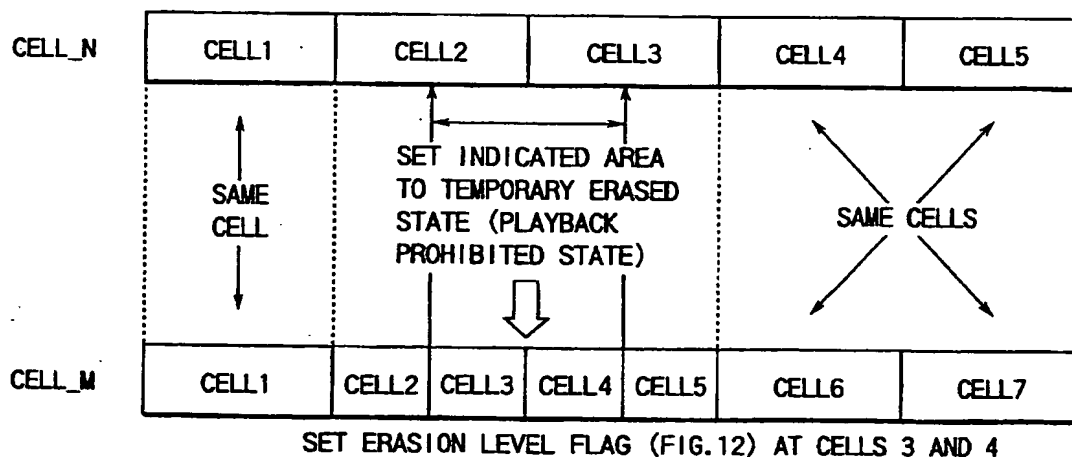 CELL_N CELL1 CELL2 CELL3 CELL4 CELL5
SET INDICATED AREA
TO TEMPORARY ERASED
STATE (PLAYBACK
PROHIBITED STATE)
SAME
CELL
SAME CELLS
CELL_M CELL1 CELL2 CELL3 CELL4 CELL5 CELL6 CELL7
SET ERASION LEVEL FLAG (FIG.12) AT CELLS 3 AND 4